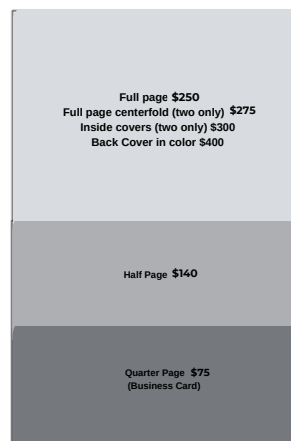 Full page $250
Full page centerfold (two only) $275
Inside covers (two only) $300
Back Cover in color $400
Half Page $140
Quarter Page $75
(Business Card)